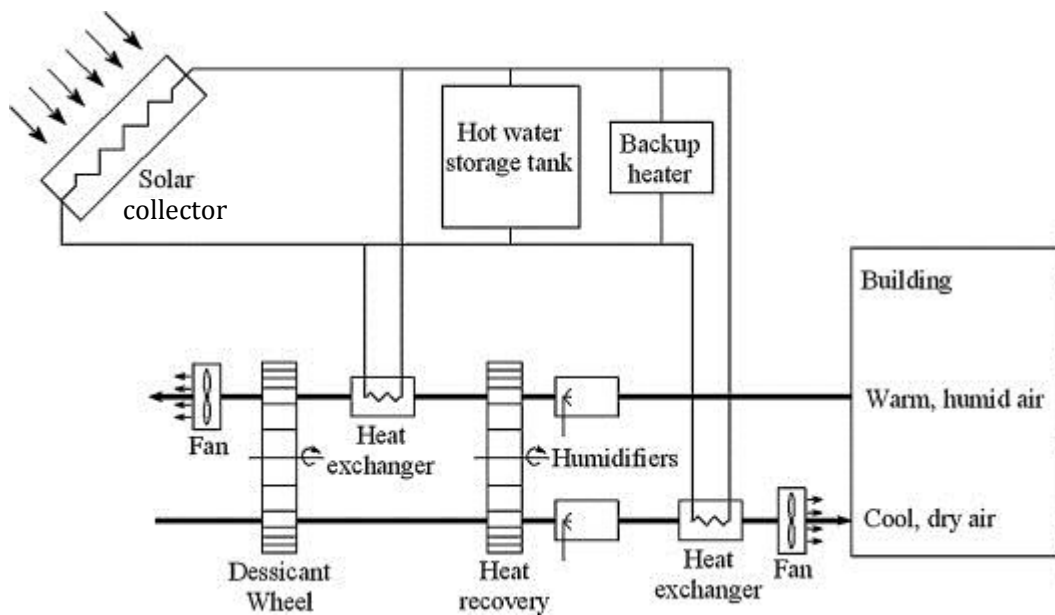 Solar
collector
Hot water
storage tank
Backup
heater
Building
Warm, humid air
Fan
Heat
exchanger
Humidifiers
Cool, dry air
Dessicant
Wheel
Heat
recovery
Heat
exchanger
Fan